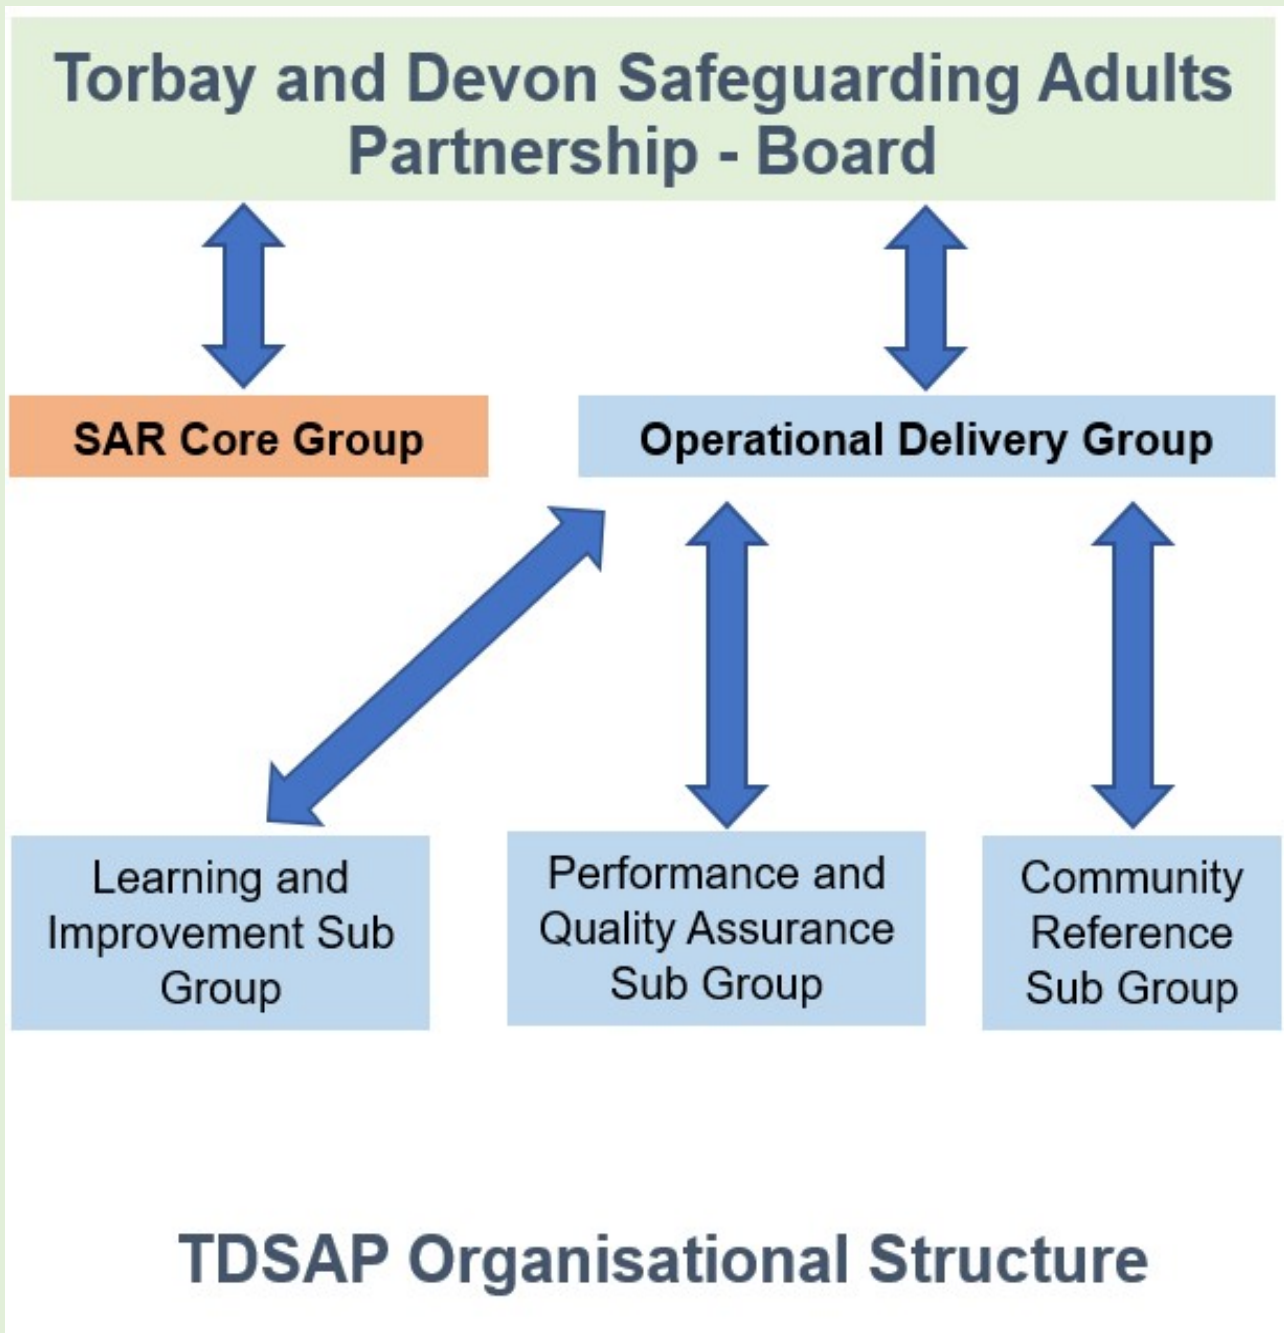 Torbay and Devon Safeguarding Adults
Partnership - Board
SAR Core Group
Operational Delivery Group
Learning and
Improvement Sub
Group
Performance and
Quality Assurance
Sub Group
Community
Reference
Sub Group
TDSAP Organisational Structure